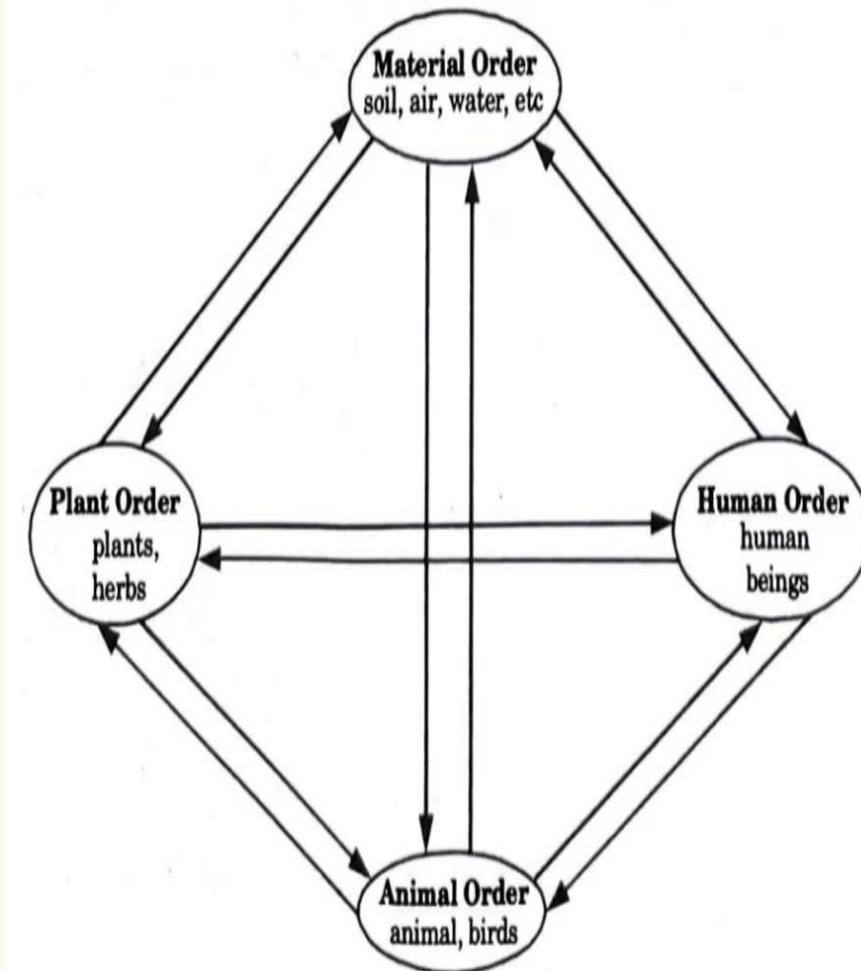 Material Order
soil, air, water, etc
Plant Order
plants,
herbs
Human Order
human
beings
Animal Order
animal, birds